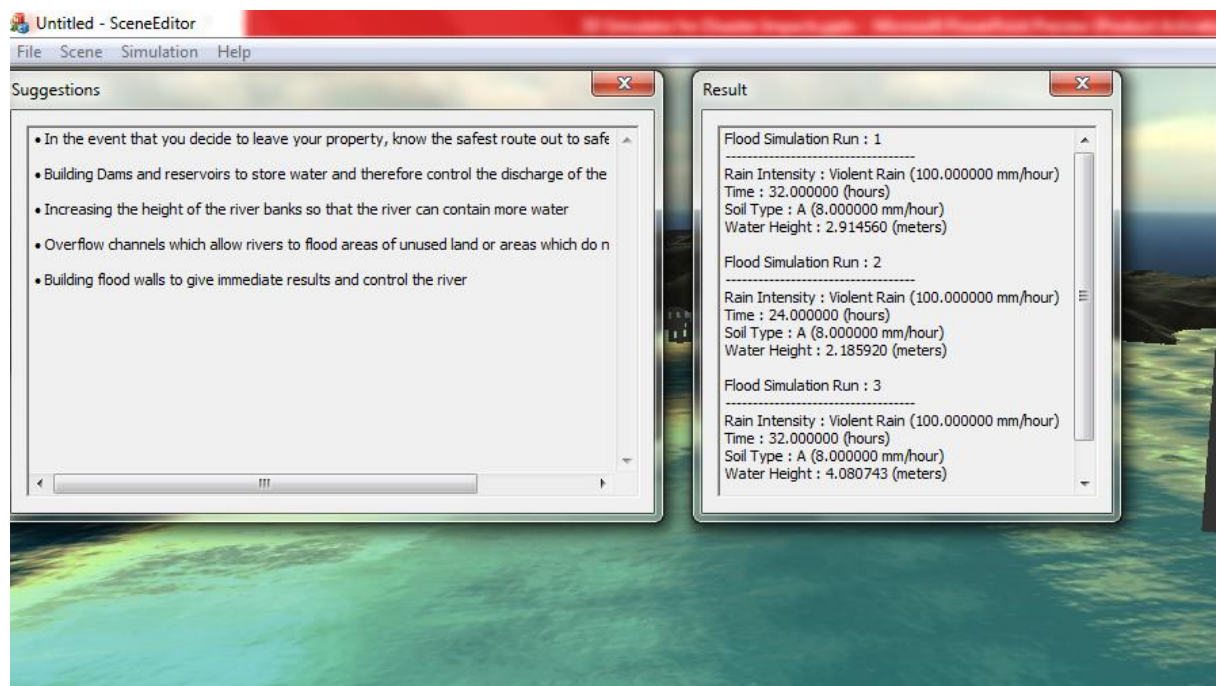 Untitled - SceneEditor
File Scene Simulation Help
Suggestions
• In the event that you decide to leave your property, know the safest route out to safe
• Building Dams and reservoirs to store water and therefore control the discharge of the
• Increasing the height of the river banks so that the river can contain more water
• Overflow channels which allow rivers to flood areas of unused land or areas which do n
• Building flood walls to give immediate results and control the river
Result
Flood Simulation Run : 1
-----------------------------------
Rain Intensity : Violent Rain (100.000000 mm/hour)
Time : 32.000000 (hours)
Soil Type : A (8.000000 mm/hour)
Water Height : 2.914560 (meters)
Flood Simulation Run : 2
-----------------------------------
Rain Intensity : Violent Rain (100.000000 mm/hour)
Time : 24.000000 (hours)
Soil Type : A (8.000000 mm/hour)
Water Height : 2.185920 (meters)
Flood Simulation Run : 3
-----------------------------------
Rain Intensity : Violent Rain (100.000000 mm/hour)
Time : 32.000000 (hours)
Soil Type : A (8.000000 mm/hour)
Water Height : 4.080743 (meters)